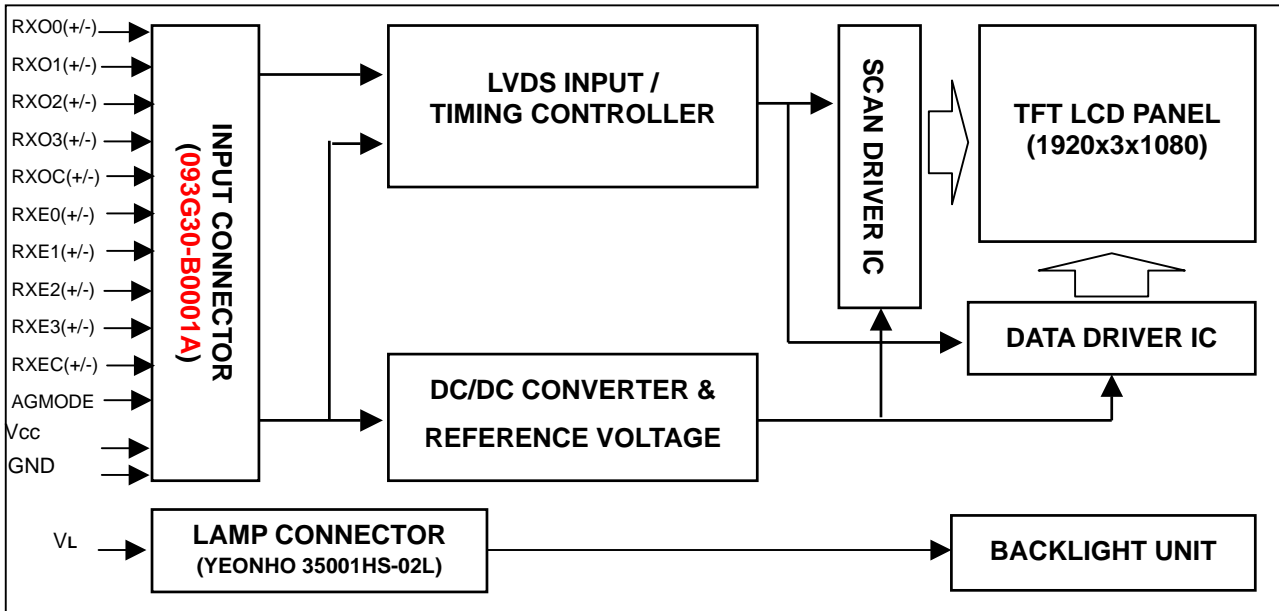 RXO0(+/-)
RXO1(+/-)
RXO2(+/-)
RXO3(+/-)
RXOC(+/-)
RXE0(+/-)
RXE1(+/-)
RXE2(+/-)
RXE3(+/-)
RXEC(+/-)
AGMODE
Vcc
GND
INPUT CONNECTOR
(093G30-B0001A)
LVDS INPUT /
TIMING CONTROLLER
SCAN DRIVER IC
TFT LCD PANEL
(1920x3x1080)
DATA DRIVER IC
DC/DC CONVERTER &
REFERENCE VOLTAGE
VL
LAMP CONNECTOR
(YEONHO 35001HS-02L)
BACKLIGHT UNIT